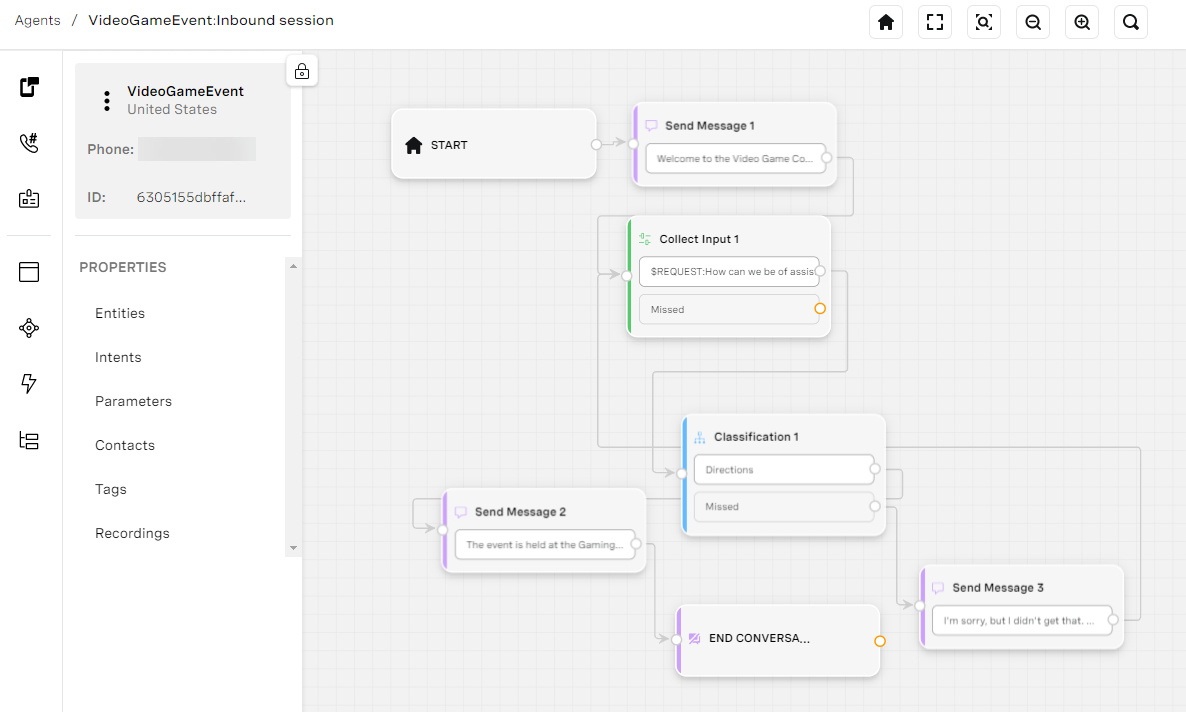 Agents / VideoGameEvent:Inbound session
VideoGameEvent
United States
Phone:
ID: 6305155dbffaf...
PROPERTIES
Entities
Intents
Parameters
Contacts
Tags
Recordings
START
Send Message 1
Welcome to the Video Game Co...
Collect Input 1
$REQUEST:How can we be of assis
Missed
Classification 1
Directions
Missed
Send Message 2
The event is held at the Gaming...
Send Message 3
I'm sorry, but I didn't get that. ...
END CONVERSA...